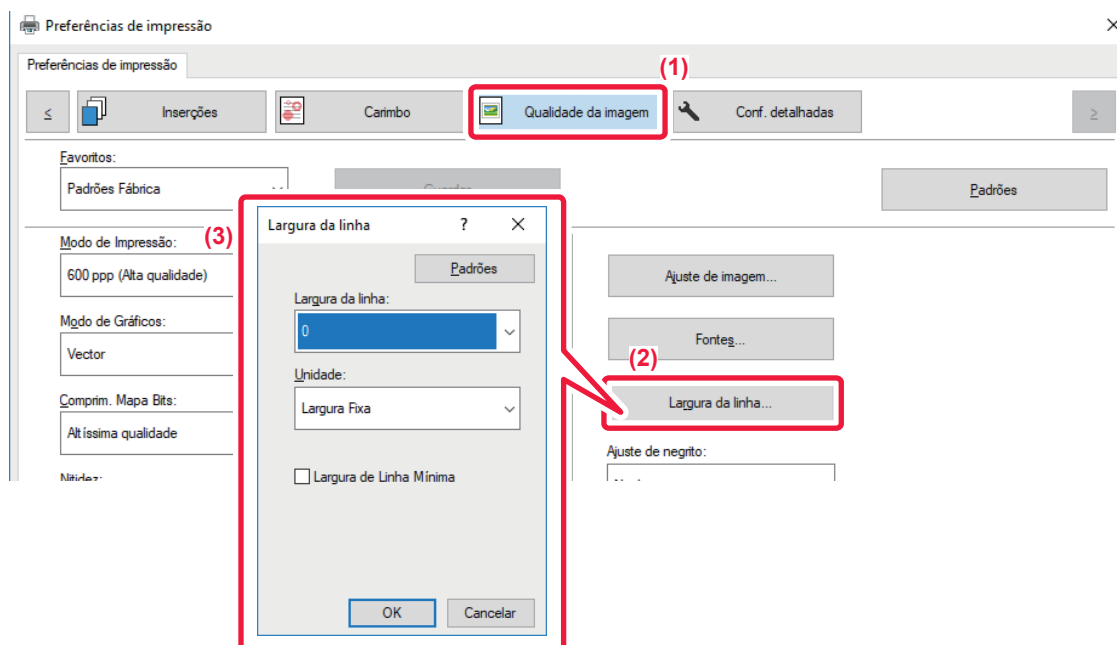 Preferências de impressão
Preferências de impressão
(1)
≤
Inserções
Carimbo
Qualidade da imagem
Conf. detalhadas
≥
Favoritos:
Padrões Fábrica
Padrões
(3)
Largura da linha
?
Modo de Impressão:
600 ppp (Alta qualidade)
Padrões
Largura da linha:
0
Ajuste de imagem...
Modo de Gráficos:
Vector
Fontes...
(2)
Unidade:
Largura Fixa
Comprim. Mapa Bits:
Altíssima qualidade
Largura da linha...
Ajuste de negrito:
Nitidez:
Largura de Linha Mínima
OK
Cancelar